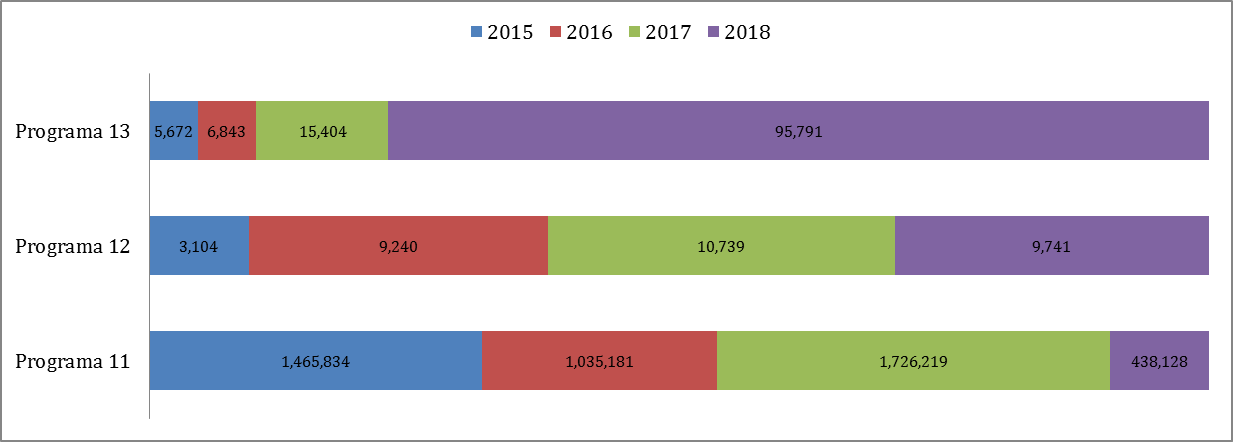 2015 2016 2017 2018
Programa 13 5,672 6,843 15,404 95,791
Programa 12 3,104 9,240 10,739 9,741
Programa 11 1,465,834 1,035,181 1,726,219 438,128